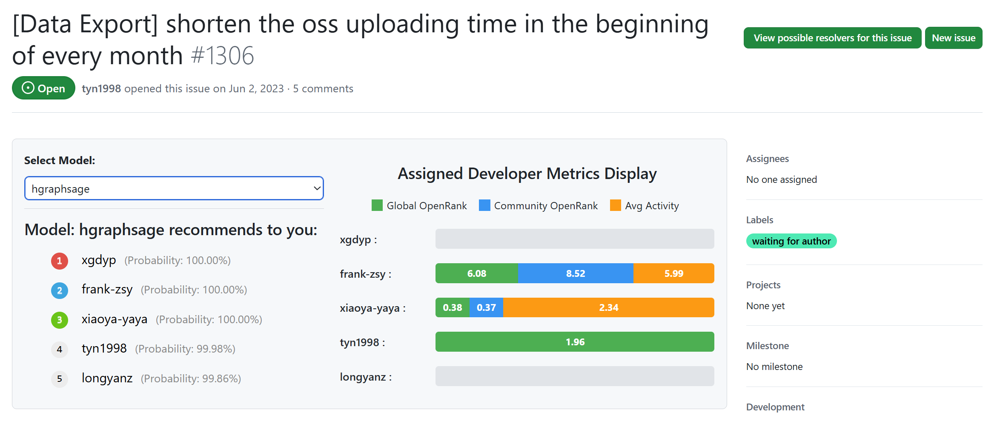 [Data Export] shorten the oss uploading time in the beginning
of every month #1306
View possible resolvers for this issue
New issue
Open
tyn1998 opened this issue on Jun 2, 2023 · 5 comments
Select Model:
hgraphsage
Model: hgraphsage recommends to you:
1 xgdyp (Probability: 100.00%)
2 frank-zsy (Probability: 100.00%)
3 xiaoya-yaya (Probability: 100.00%)
4 tyn1998 (Probability: 99.98%)
5 longyanz (Probability: 99.86%)
Assigned Developer Metrics Display
Global OpenRank Community OpenRank Avg Activity
xgdyp :
frank-zsy : 6.08 8.52 5.99
xiaoya-yaya : 0.38 0.37 2.34
tyn1998 : 1.96
longyanz :
Assignees
No one assigned
Labels
waiting for author
Projects
None yet
Milestone
No milestone
Development